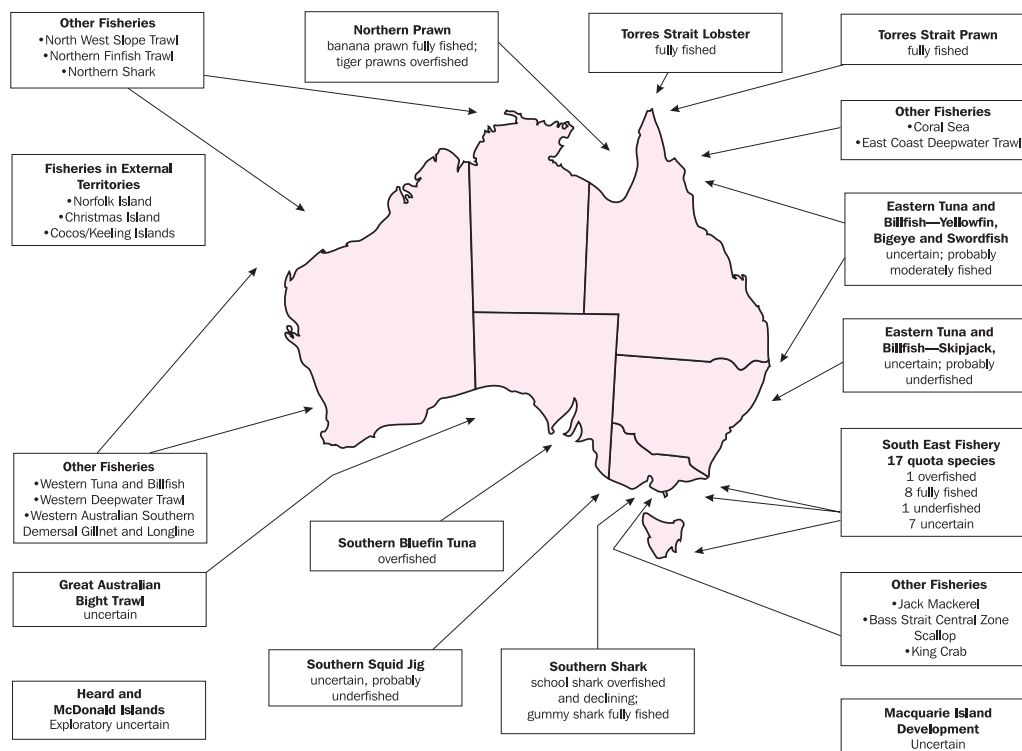 Other Fisheries
•North West Slope Trawl
•Northern Finfish Trawl
•Northern Shark
Northern Prawn
banana prawn fully fished;
tiger prawns overfished
Torres Strait Lobster
fully fished
Torres Strait Prawn
fully fished
Other Fisheries
•Coral Sea
•East Coast Deepwater Trawl
Fisheries in External
Territories
•Norfolk Island
•Christmas Island
•Cocos/Keeling Islands
Eastern Tuna and
Billfish—Yellowfin,
Bigeye and Swordfish
uncertain; probably
moderately fished
Eastern Tuna and
Billfish—Skipjack,
uncertain; probably
underfished
Other Fisheries
•Western Tuna and Billfish
•Western Deepwater Trawl
•Western Australian Southern
Demersal Gillnet and Longline
South East Fishery
17 quota species
1 overfished
8 fully fished
1 underfished
7 uncertain
Southern Bluefin Tuna
overfished
Great Australian
Bight Trawl
uncertain
Other Fisheries
•Jack Mackerel
•Bass Strait Central Zone
Scallop
•King Crab
Southern Squid Jig
uncertain, probably
underfished
Southern Shark
school shark overfished
and declining;
gummy shark fully fished
Heard and
McDonald Islands
Exploratory uncertain
Macquarie Island
Development
Uncertain